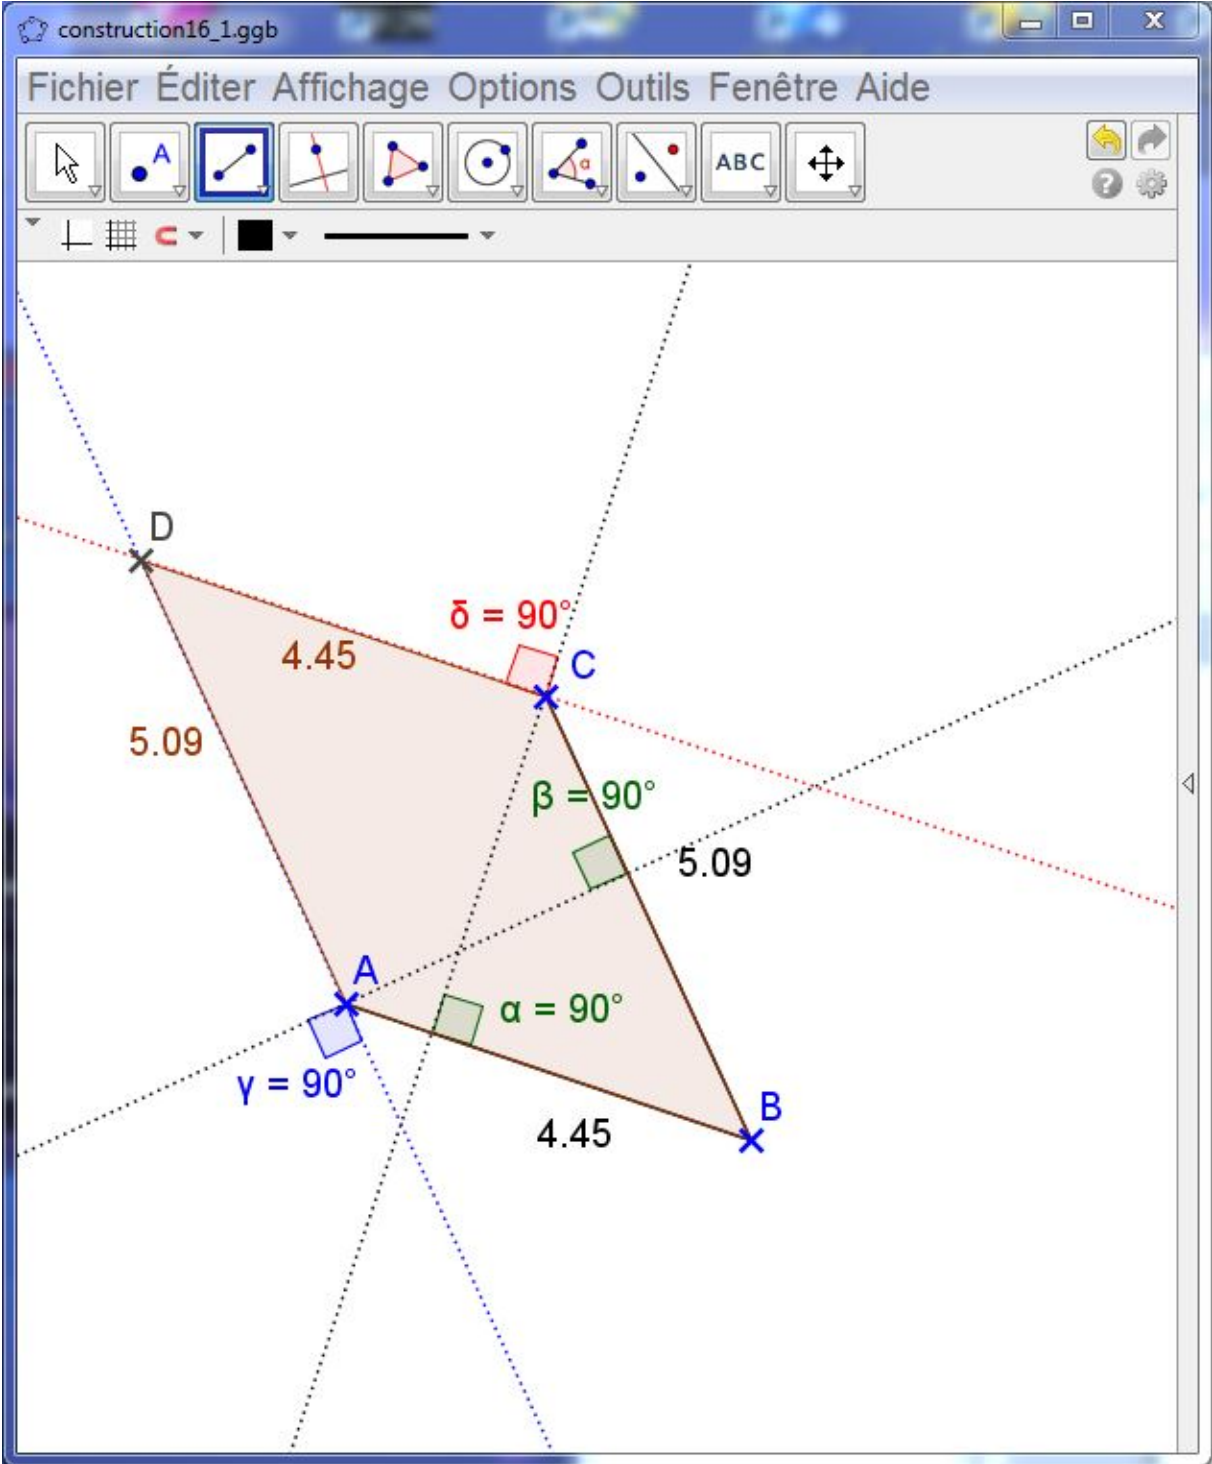 construction16_1.ggb
Fichier Éditer Affichage Options Outils Fenêtre Aide
A
α
ABC
D
δ = 90°
4.45
C
5.09
β = 90°
5.09
A
α = 90°
γ = 90°
B
4.45